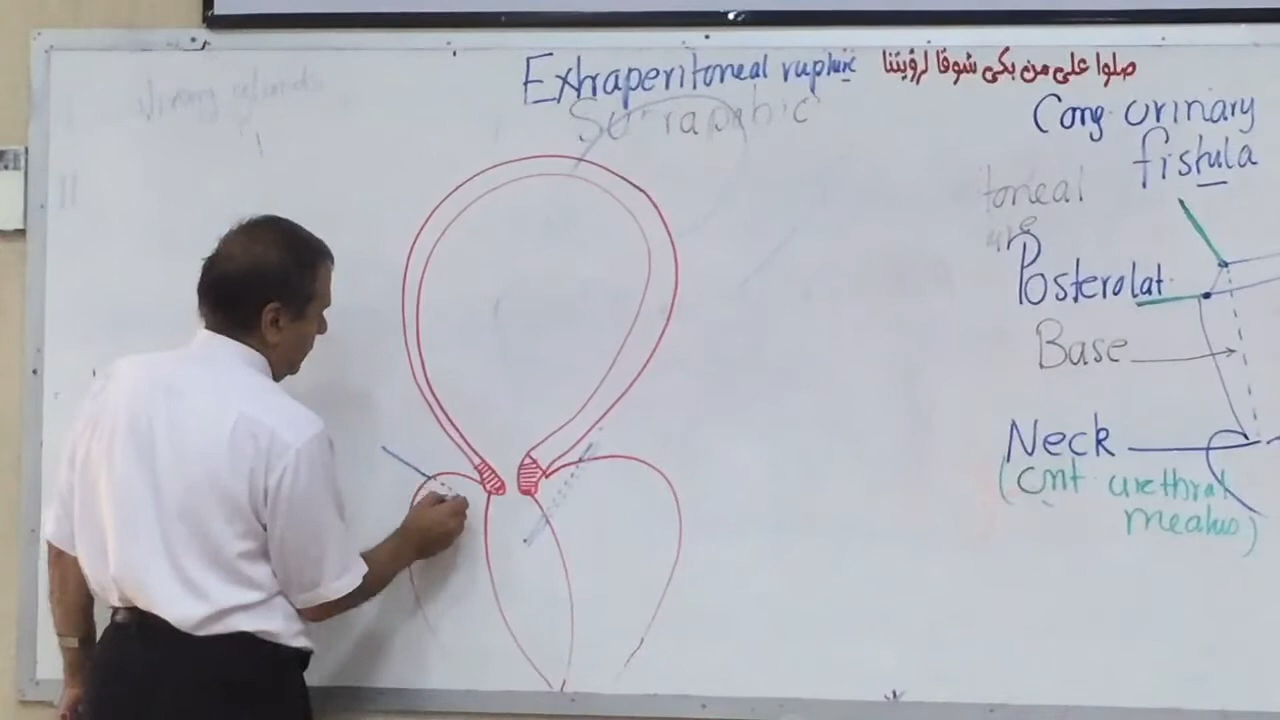 Extraperitoneal rupture
صلوا على من بكى شوقا لرؤيتنا
Suprapubic
Cong. urinary
fistula
toneal
Posterolat.
Base
Neck
(Cnt urethral
meatus)